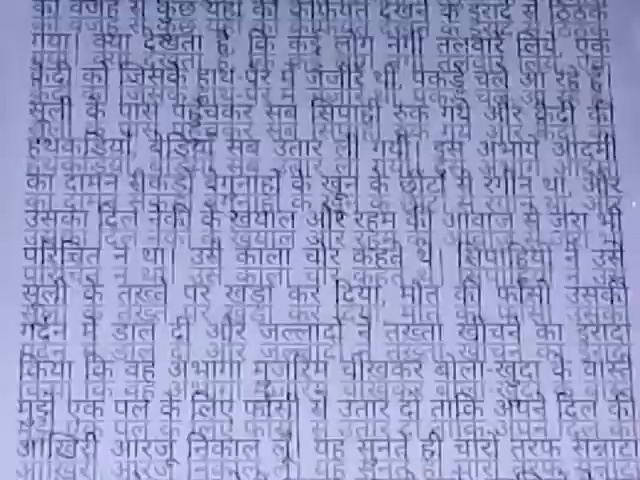 की वजह से कुछ यहां की कैफियत देखने के इरादे से ठिठक
गया। क्या देखता है कि कई लोग नंगी तलवारें लिये, एक
कैदी को जिसके हाथ-पैर में जंजीरें थीं, पकड़े चले आ रहे हैं।
सूली के पास पहुंचकर सब सिपाही रुक गये और कैदी की
हथकड़ियां, बेड़ियां सब उतार ली गयीं। इस अभागे आदमी
का दामन सैकड़ों बेगुनाहों के खून के छींटों से रंगीन था, और
उसका दिल नेकी के खयाल और रहम की आवाज से जरा भी
परिचित न था। उसे काला चोर कहते थे। सिपाहियों ने उसे
सूली के तख्ते पर खड़ा कर दिया, मौत की फांसी उसकी
गर्दन में डाल दी और जल्लादों ने तख्ता खींचने का इरादा
किया कि वह अभागा मुजरिम चीखकर बोला-खुदा के वास्ते
मुझे एक पल के लिए फांसी से उतार दो ताकि अपने दिल की
आखिरी आरजू निकाल लूं। यह सुनते ही चारों तरफ सन्नाटा